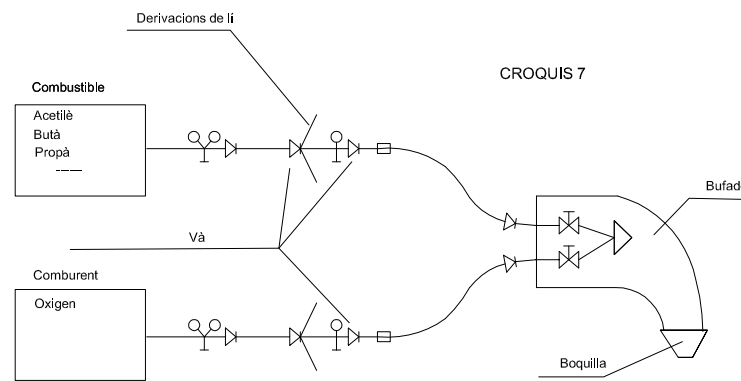 Derivacions de lí
CROQUIS 7
Combustible
Acetilè
Butà
Propà
Bufad
Và
Comburent
Oxigen
Boquilla